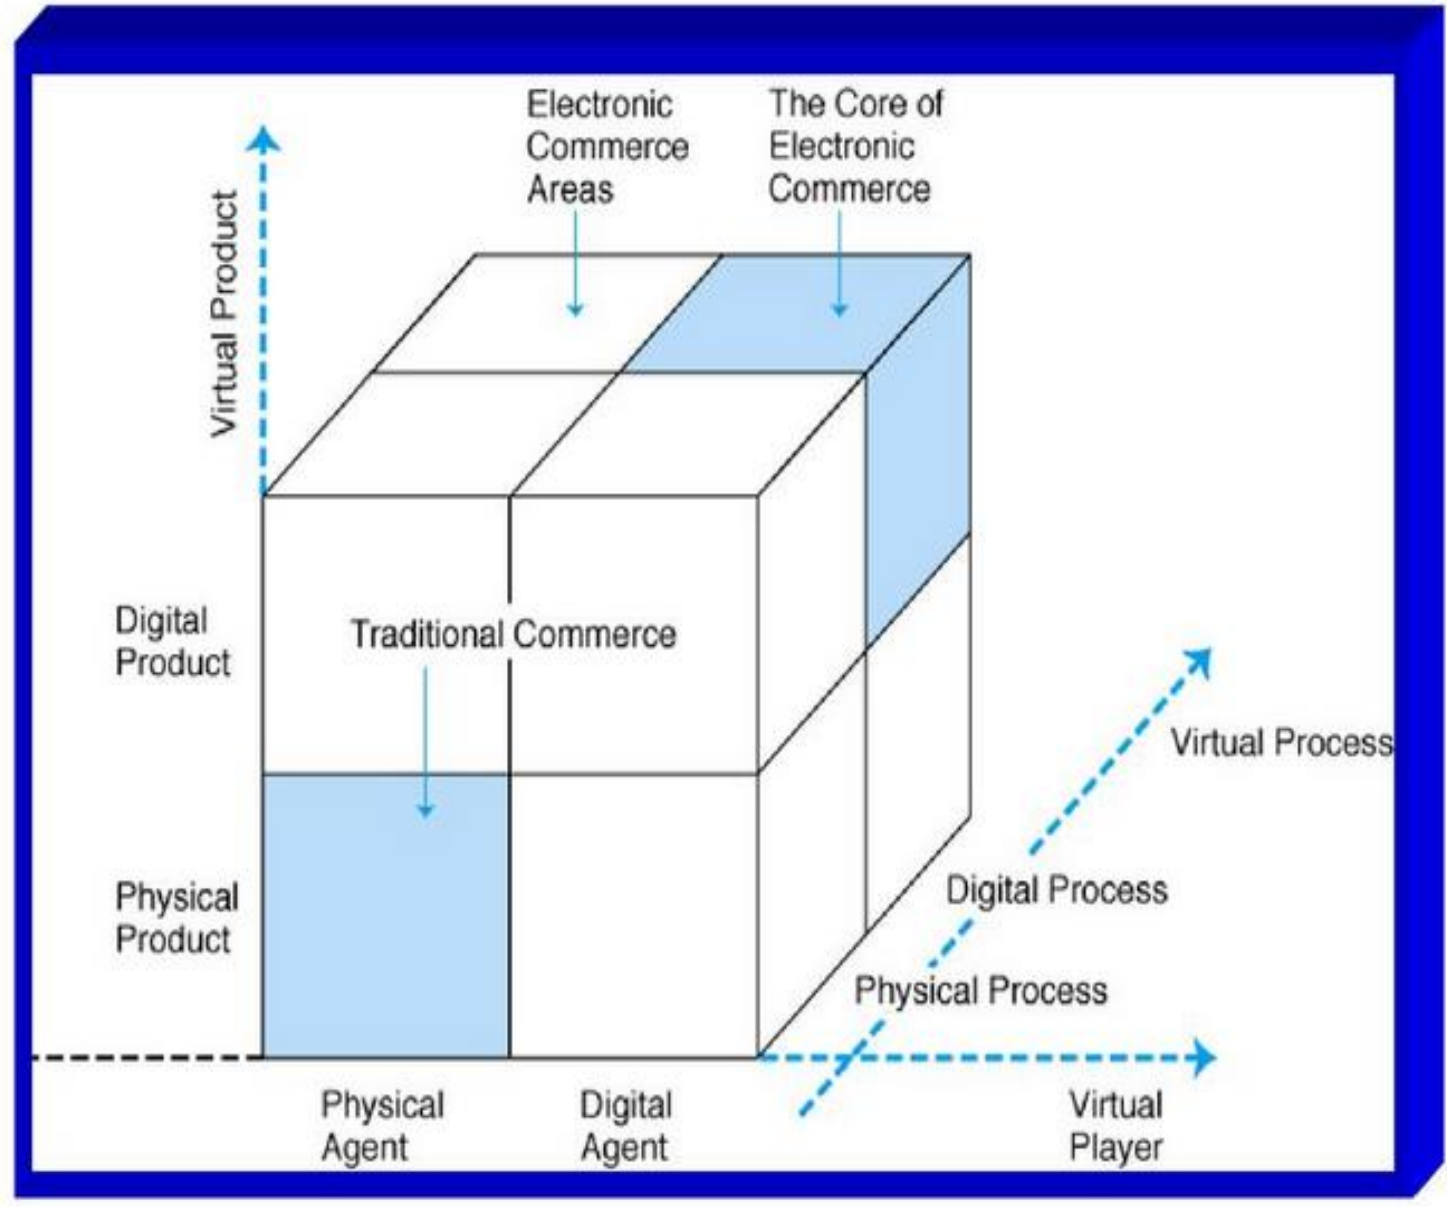 Electronic
Commerce
Areas
The Core of
Electronic
Commerce
Virtual Product
Digital
Product
Traditional Commerce
Virtual Process
Physical
Product
Digital Process
Physical Process
Physical
Agent
Digital
Agent
Virtual
Player